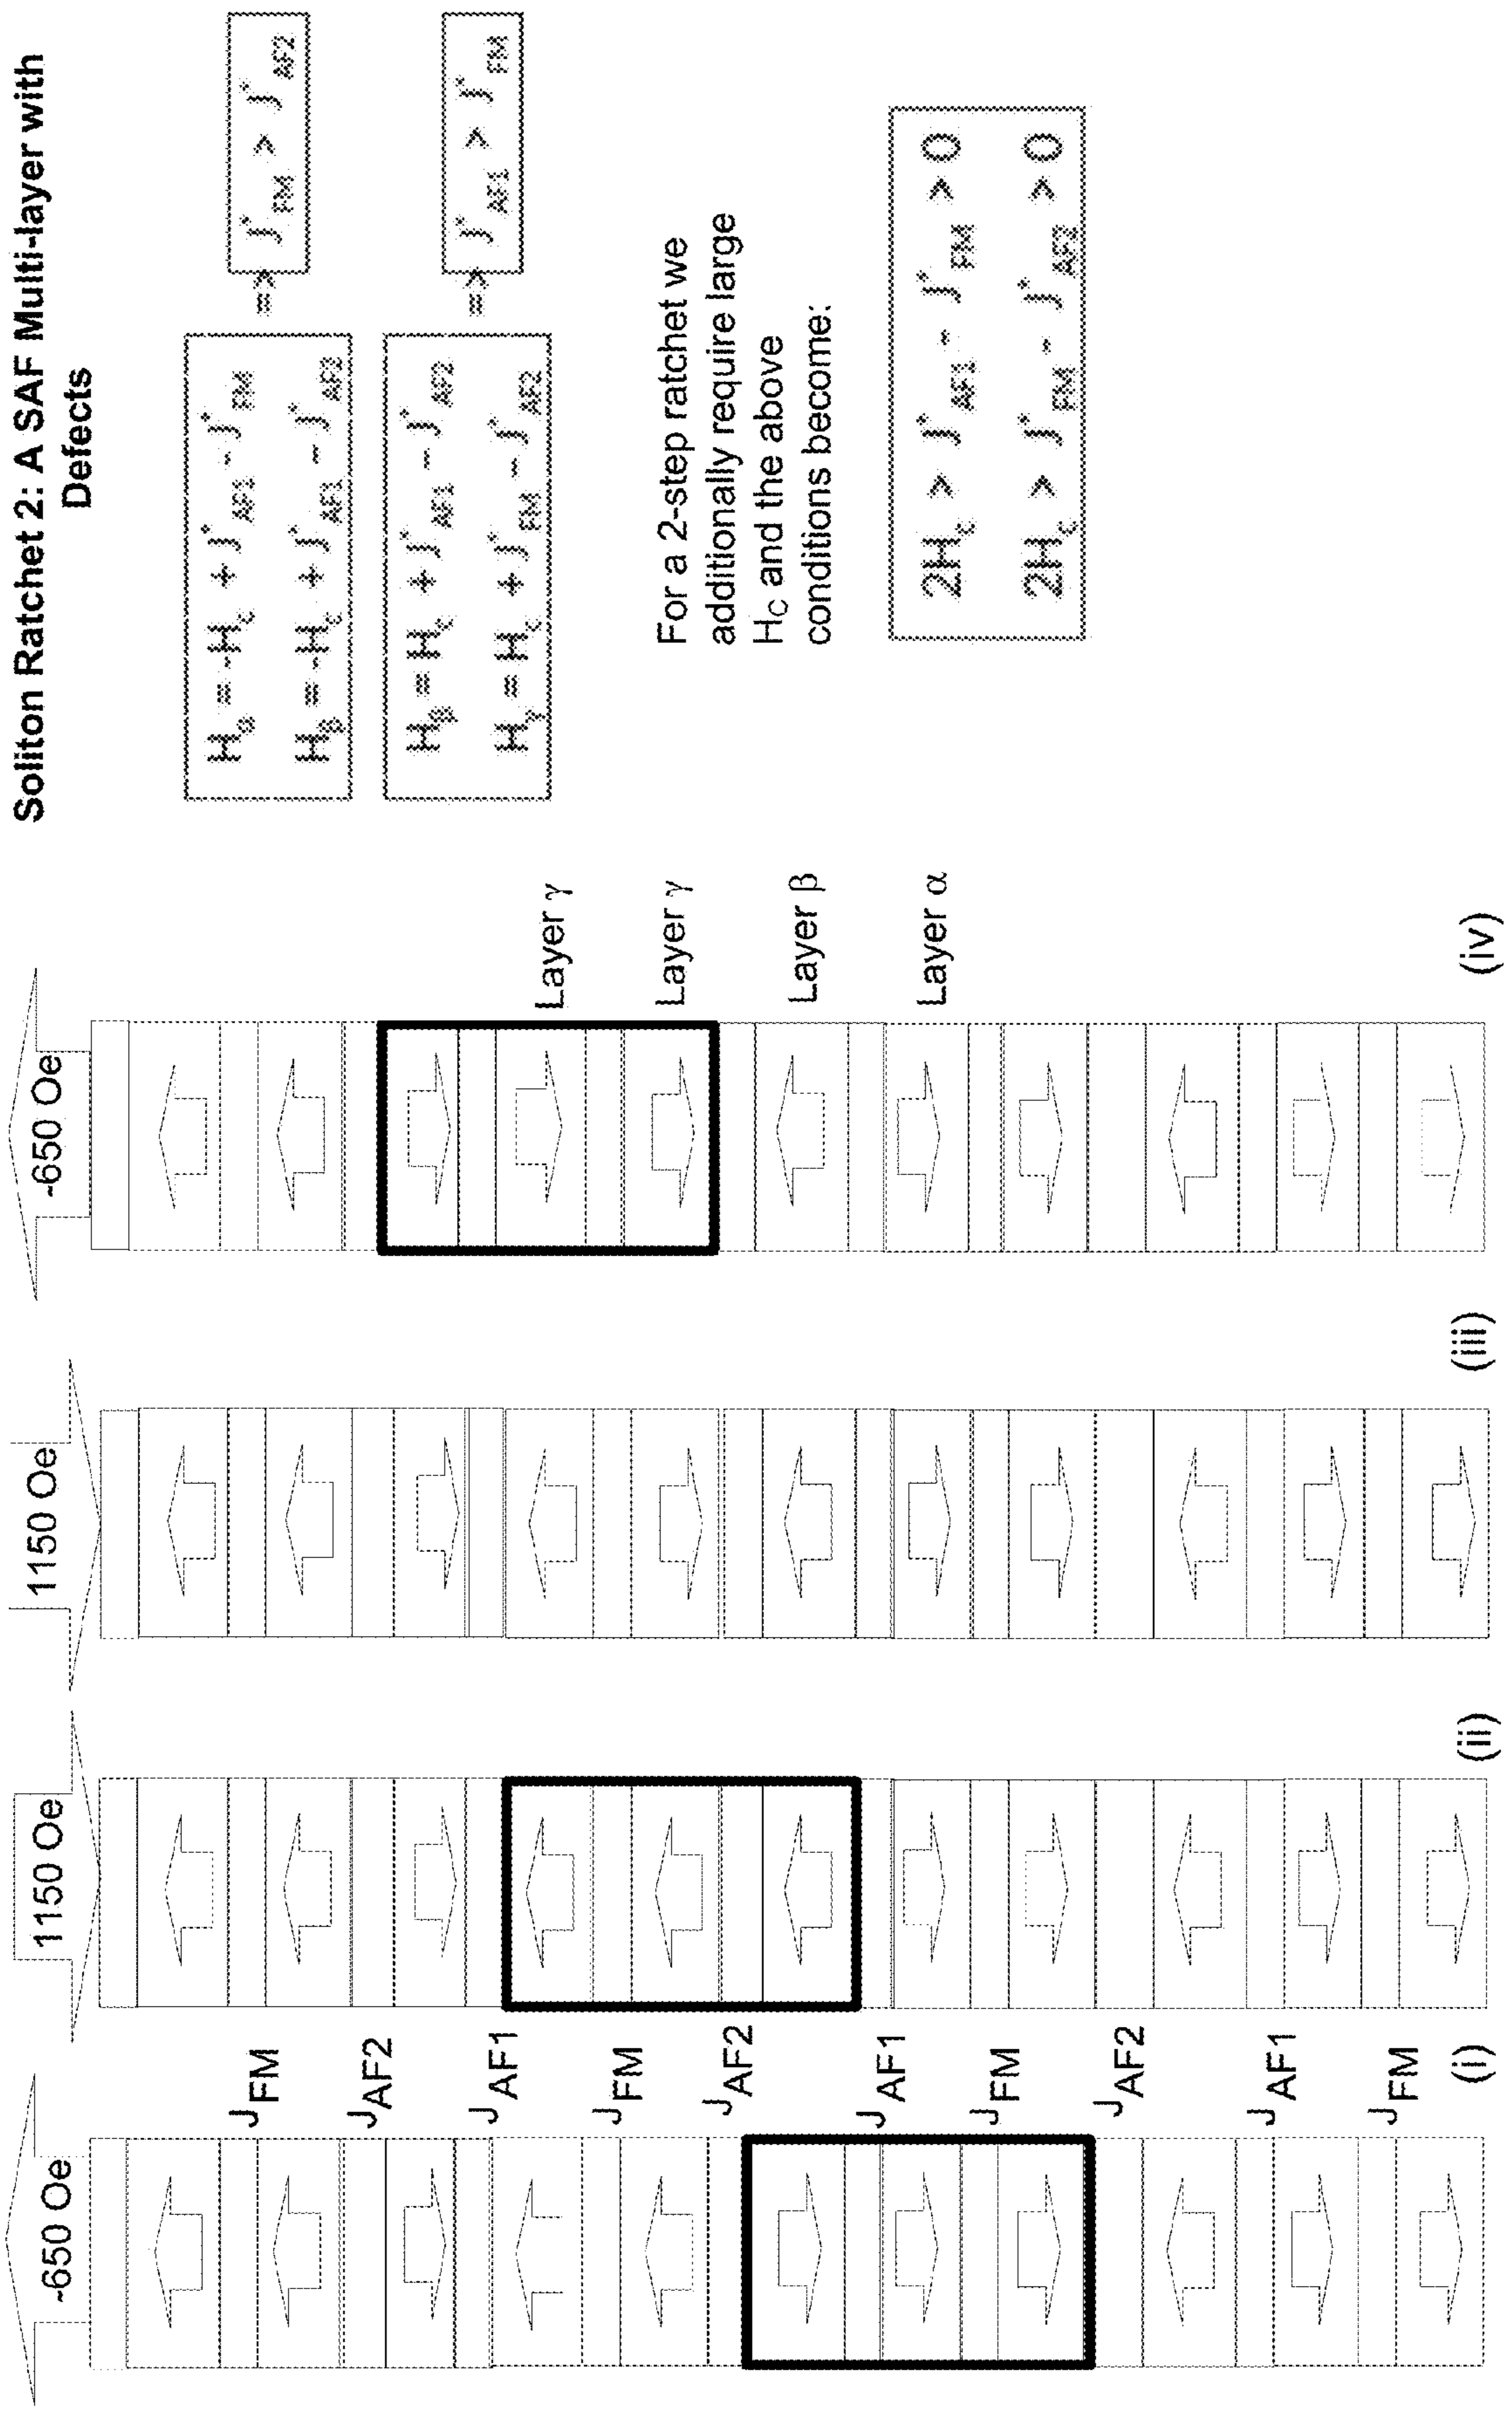 Soliton Ratchet 2: A SAF Multi-layer with
Defects
Hα = -Hc + J*AF1 - J*FM
Hβ = -Hc + J*AF1 - J*AF2
=> J*FM > J*AF2
Hβ = Hc + J*AF1 - J*AF2
Hγ = Hc + J*FM - J*AF2
=> J*AF1 > J*FM
For a 2-step ratchet we
additionally require large
HC and the above
conditions become:
2Hc > J*AF1 - J*FM > 0
2Hc > J*FM - J*AF2 > 0
-650 Oe
JFM
JAF2
JAF1
JFM
JAF2
JAF1
JFM
JAF2
JAF1
JFM
(i)
1150 Oe
(ii)
1150 Oe
(iii)
-650 Oe
Layer γ
Layer γ
Layer β
Layer α
(iv)